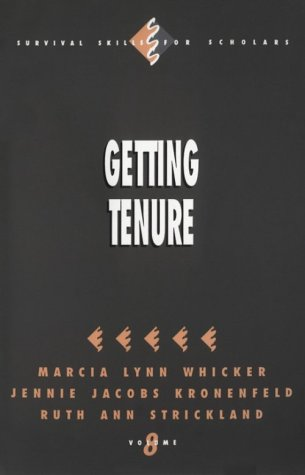 SURVIVAL SKILLS FOR SCHOLARS
GETTING
TENURE
MARCIA LYNN WHICKER
JENNIE JACOBS KRONENFELD
RUTH ANN STRICKLAND
VOLUME 8